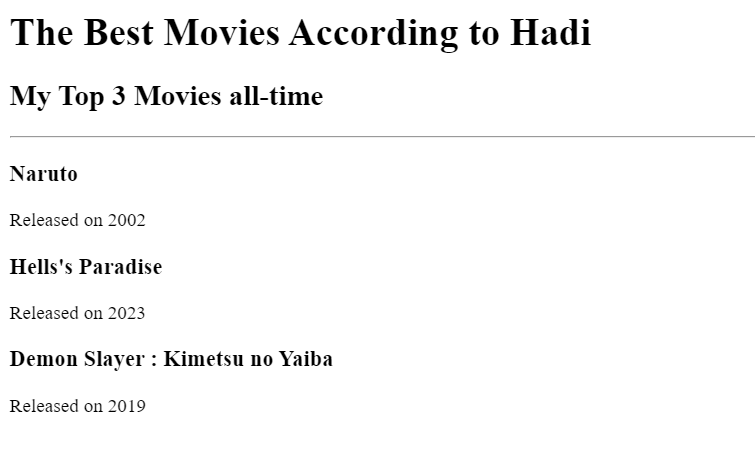 The Best Movies According to Hadi
My Top 3 Movies all-time
Naruto
Released on 2002
Hells's Paradise
Released on 2023
Demon Slayer : Kimetsu no Yaiba
Released on 2019